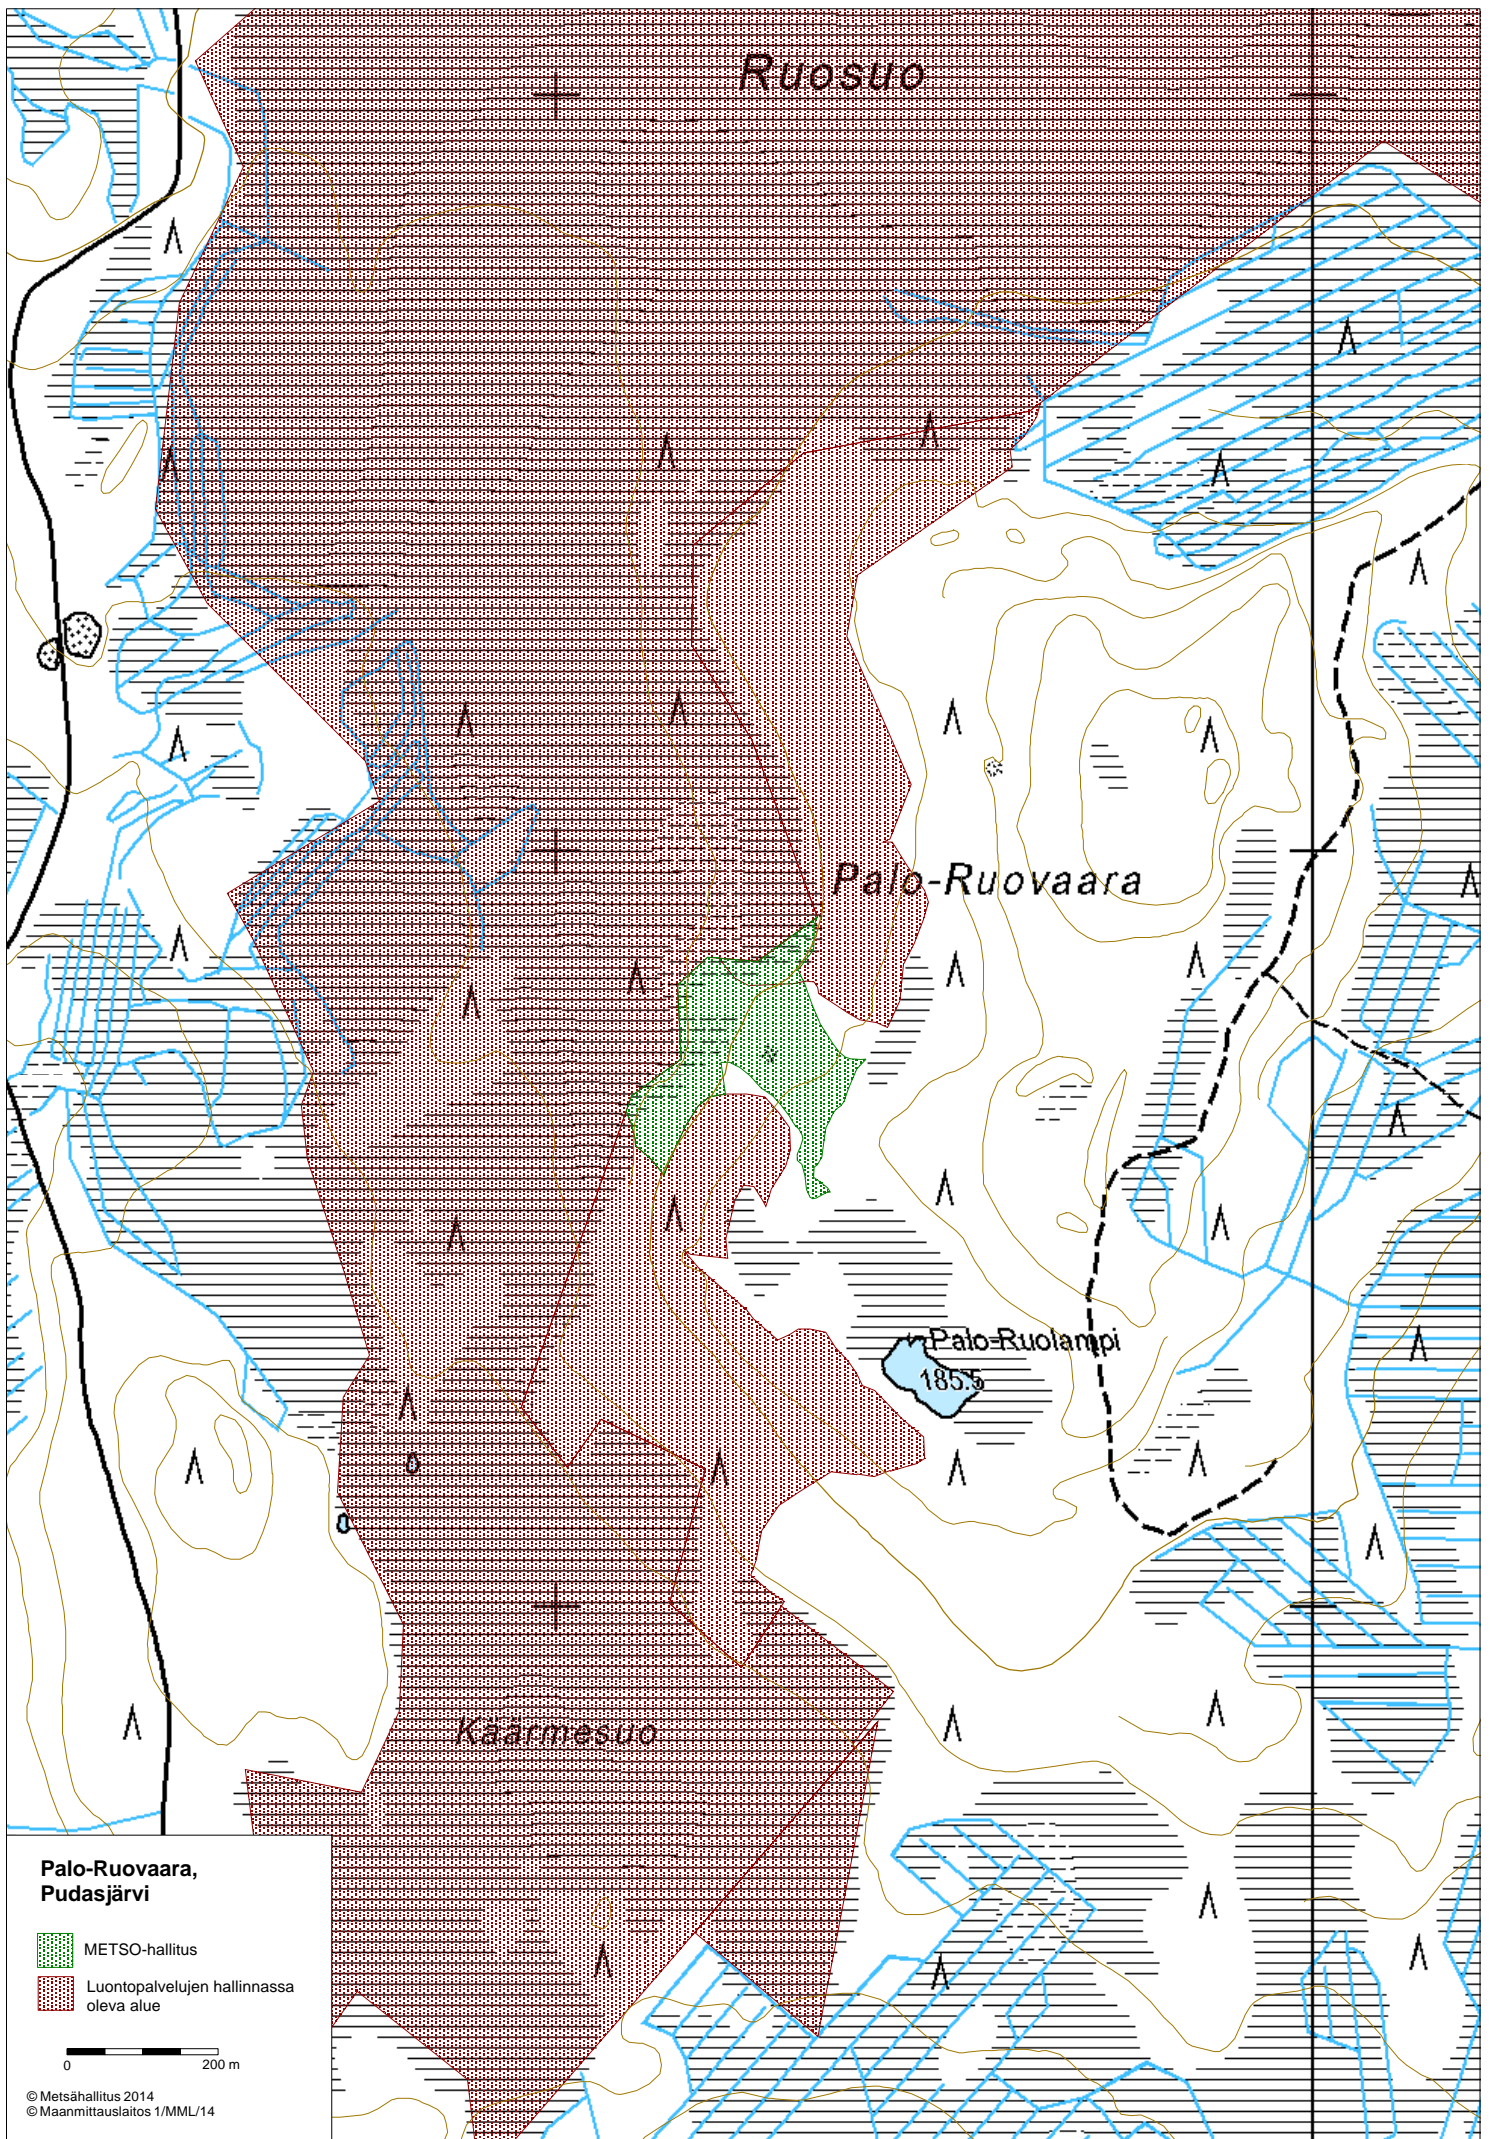 Ruosuo
Palo-Ruovaara
Palo-Ruolampi
185.5
Käärmesuo
Palo-Ruovaara,
Pudasjärvi
METSO-hallitus
Luontopalvelujen hallinnassa
oleva alue
0 200 m
© Metsähallitus 2014
© Maanmittauslaitos 1/MML/14